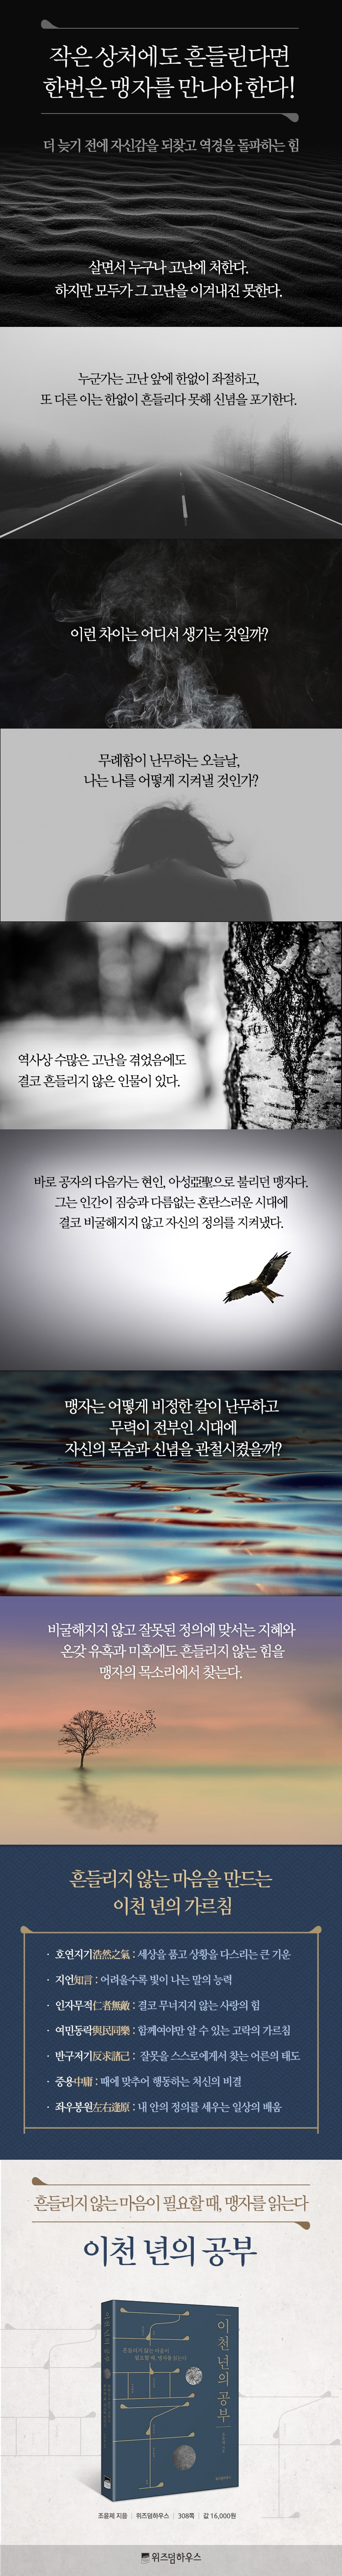 작은 상처에도 흔들린다면
한번은 맹자를 만나야 한다!
더 늦기 전에 자신감을 되찾고 역경을 돌파하는 힘
살면서 누구나 고난에 처한다.
하지만 모두가 그 고난을 이겨내진 못한다.
누군가는 고난 앞에 한없이 좌절하고,
또 다른 이는 한없이 흔들리다 못해 신념을 포기한다.
이런 차이는 어디서 생기는 것일까?
무례함이 난무하는 오늘날,
나는 나를 어떻게 지켜낼 것인가?
역사상 수많은 고난을 겪었음에도
결코 흔들리지 않은 인물이 있다.
바로 공자의 다음가는 현인, 아성亞聖으로 불리던 맹자다.
그는 인간이 짐승과 다름없는 혼란스러운 시대에
결코 비굴해지지 않고 자신의 정의를 지켜냈다.
맹자는 어떻게 비정한 칼이 난무하고
무력이 전부인 시대에
자신의 목숨과 신념을 관철시켰을까?
비굴해지지 않고 잘못된 정의에 맞서는 지혜와
온갖 유혹과 미혹에도 흔들리지 않는 힘을
맹자의 목소리에서 찾는다.
흔들리지 않는 마음을 만드는
이천 년의 가르침
· 호연지기浩然之氣 : 세상을 품고 상황을 다스리는 큰 기운
· 지언知言 : 어려울수록 빛이 나는 말의 능력
· 인자무적仁者無敵 : 결코 무너지지 않는 사랑의 힘
· 여민동락與民同樂 : 함께여야만 알 수 있는 고락의 가르침
· 반구저기反求諸己 : 잘못을 스스로에게서 찾는 어른의 태도
· 중용中庸 : 때에 맞추어 행동하는 처신의 비결
· 좌우봉원左右逢原 : 내 안의 정의를 세우는 일상의 배움
흔들리지 않는 마음이 필요할 때, 맹자를 읽는다
이천 년의 공부
흔들리지 않는 마음이
필요할 때, 맹자를 읽는다
이천 년의 공부
조윤제 지음 | 위즈덤하우스 | 308쪽 | 값 16,000원
위즈덤하우스